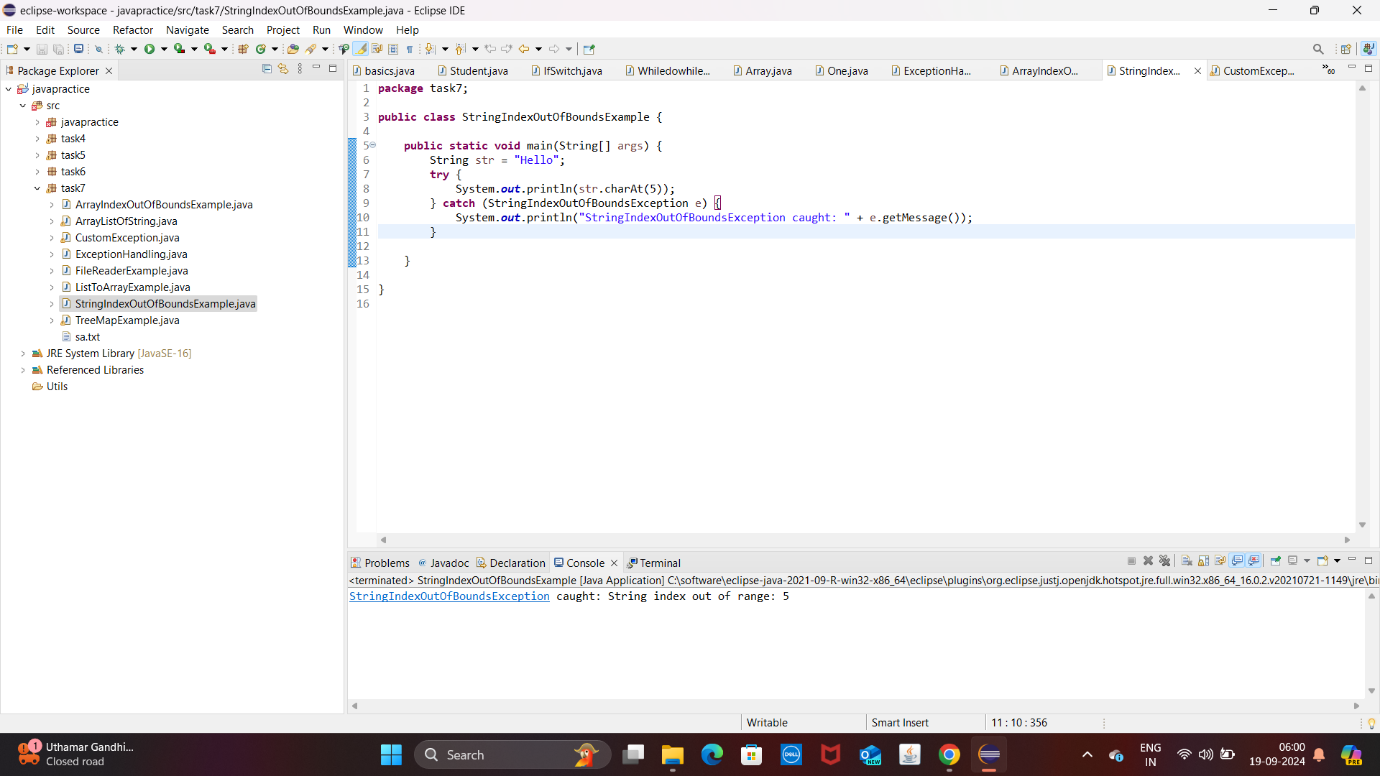 eclipse-workspace - javapractice/src/task7/StringIndexOutOfBoundsExample.java - Eclipse IDE
File Edit Source Refactor Navigate Search Project Run Window Help
Package Explorer
javapractice
src
javapractice
task4
task5
task6
task7
ArrayIndexOutOfBoundsExample.java
ArrayListOfString.java
CustomException.java
ExceptionHandling.java
FileReaderExample.java
ListToArrayExample.java
StringIndexOutOfBoundsExample.java
TreeMapExample.java
sa.txt
JRE System Library [JavaSE-16]
Referenced Libraries
Utils
basics.java Student.java IfSwitch.java Whiledowhile... Array.java One.java ExceptionHa... ArrayIndexO... StringIndex... CustomExcep... 60
1 package task7;
2
3 public class StringIndexOutOfBoundsExample {
4
5 public static void main(String[] args) {
6 String str = "Hello";
7 try {
8 System.out.println(str.charAt(5));
9 } catch (StringIndexOutOfBoundsException e) {
10 System.out.println("StringIndexOutOfBoundsException caught: " + e.getMessage());
11 }
12
13 }
14
15 }
16
Problems Javadoc Declaration Console Terminal
<terminated> StringIndexOutOfBoundsExample [Java Application] C:\software\eclipse-java-2021-09-R-win32-x86_64\eclipse\plugins\org.eclipse.justj.openjdk.hotspot.jre.full.win32.x86_64_16.0.2.v20210721-1149\jre\bin
StringIndexOutOfBoundsException caught: String index out of range: 5
Writable Smart Insert 11 : 10 : 356
1 Uthamar Gandhi...
Closed road
Search
NEW
ENG
IN
06:00
19-09-2024
PRE